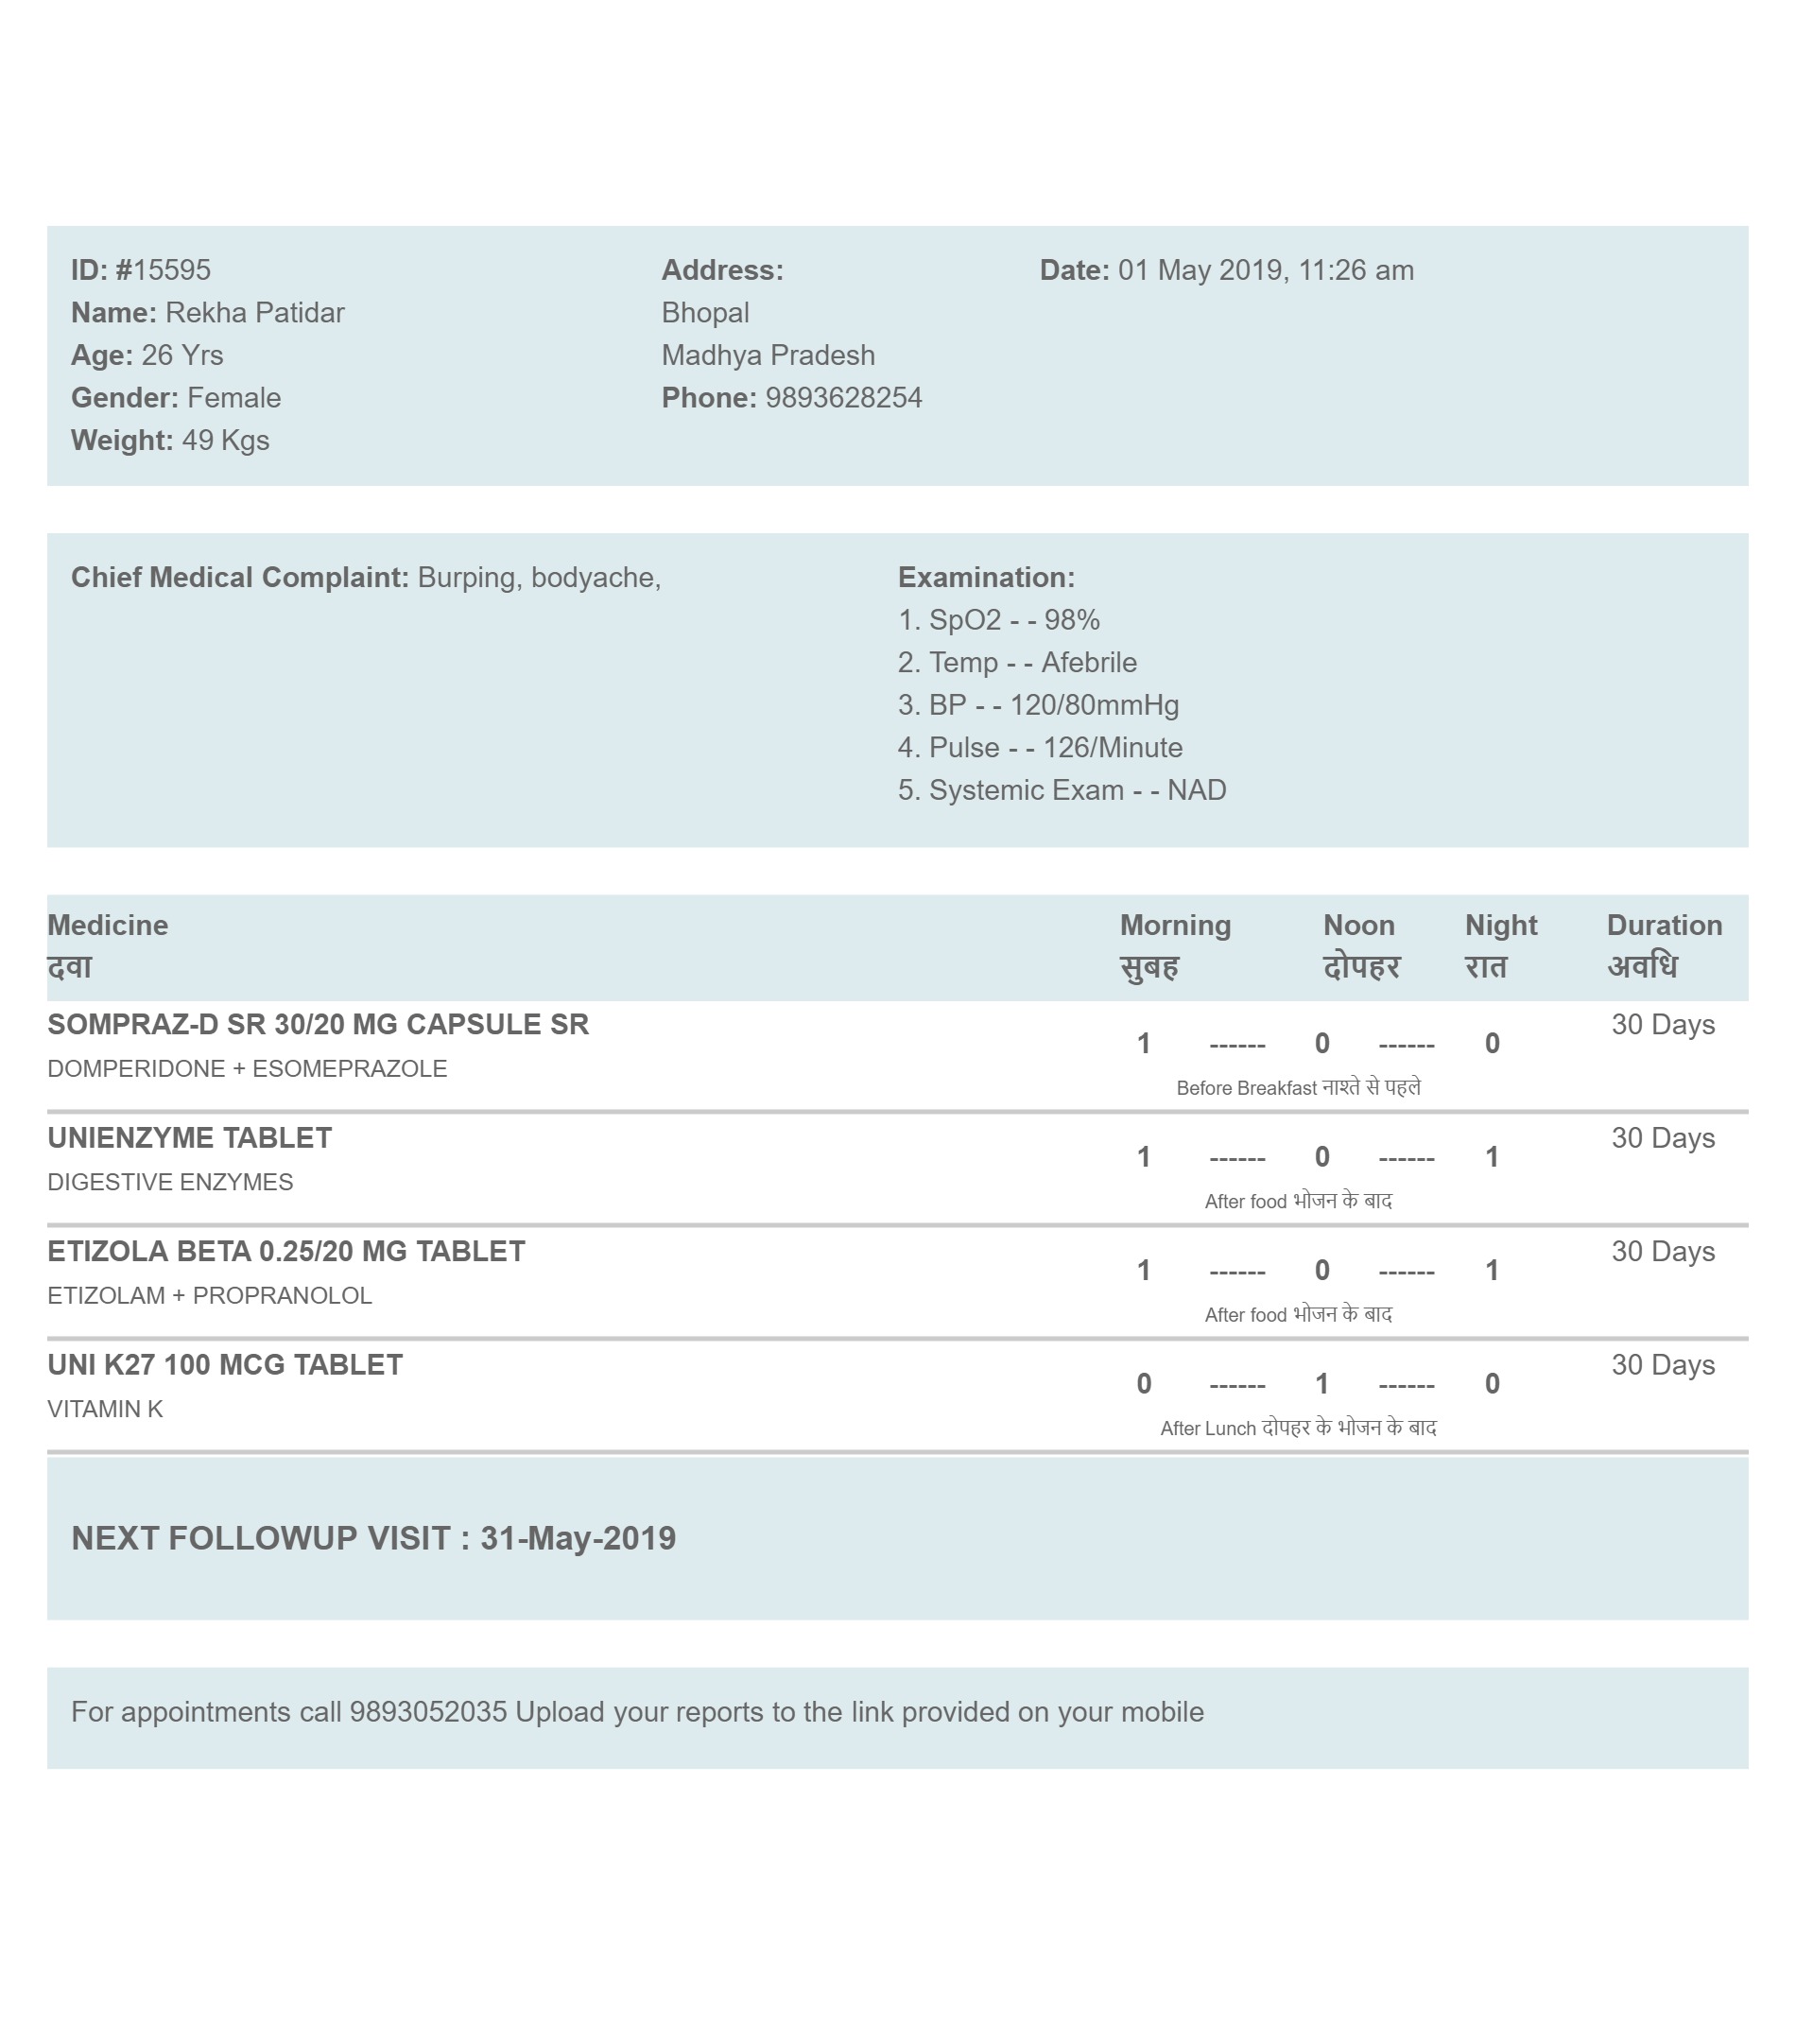 ID: #15595
Name: Rekha Patidar
Age: 26 Yrs
Gender: Female
Weight: 49 Kgs
Address:
Bhopal
Madhya Pradesh
Phone: 9893628254
Date: 01 May 2019, 11:26 am
Chief Medical Complaint: Burping, bodyache,
Examination:
1. SpO2 - - 98%
2. Temp - - Afebrile
3. BP - - 120/80mmHg
4. Pulse - - 126/Minute
5. Systemic Exam - - NAD
Medicine Morning Noon Night Duration
दवा सुबह दोपहर रात अवधि
SOMPRAZ-D SR 30/20 MG CAPSULE SR 30 Days
1 ------ 0 ------ 0
DOMPERIDONE + ESOMEPRAZOLE
Before Breakfast नाश्ते से पहले
UNIENZYME TABLET 30 Days
1 ------ 0 ------ 1
DIGESTIVE ENZYMES
After food भोजन के बाद
ETIZOLA BETA 0.25/20 MG TABLET 30 Days
1 ------ 0 ------ 1
ETIZOLAM + PROPRANOLOL
After food भोजन के बाद
UNI K27 100 MCG TABLET 30 Days
0 ------ 1 ------ 0
VITAMIN K
After Lunch दोपहर के भोजन के बाद
NEXT FOLLOWUP VISIT : 31-May-2019
For appointments call 9893052035 Upload your reports to the link provided on your mobile